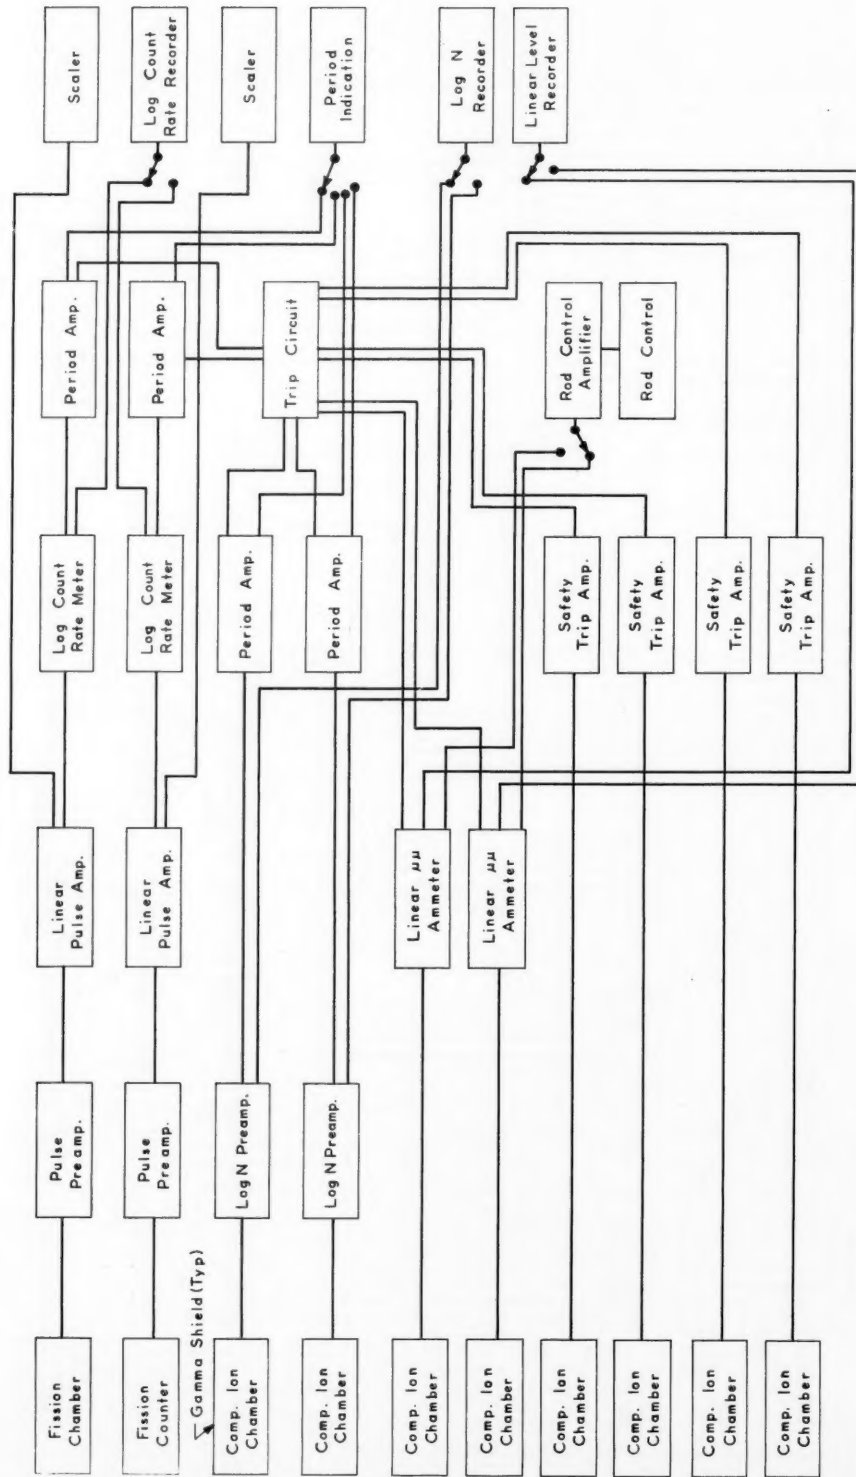 Fission
Chamber
Pulse
Preamp.
Linear
Pulse Amp.
Log Count
Rate Meter
Period Amp.
Scaler
Fission
Counter
Pulse
Preamp.
Linear
Pulse Amp.
Log Count
Rate Meter
Period Amp.
Log Count
Rate Recorder
Gamma Shield (Typ)
Comp. Ion
Chamber
Log N Preamp.
Period Amp.
Trip Circuit
Scaler
Comp. Ion
Chamber
Log N Preamp.
Period Amp.
Period
Indication
Comp. Ion
Chamber
Linear μμ
Ammeter
Log N
Recorder
Comp. Ion
Chamber
Linear μμ
Ammeter
Linear Level
Recorder
Comp. Ion
Chamber
Safety
Trip Amp.
Rod Control
Amplifier
Comp. Ion
Chamber
Safety
Trip Amp.
Rod Control
Comp. Ion
Chamber
Safety
Trip Amp.
Comp. Ion
Chamber
Safety
Trip Amp.